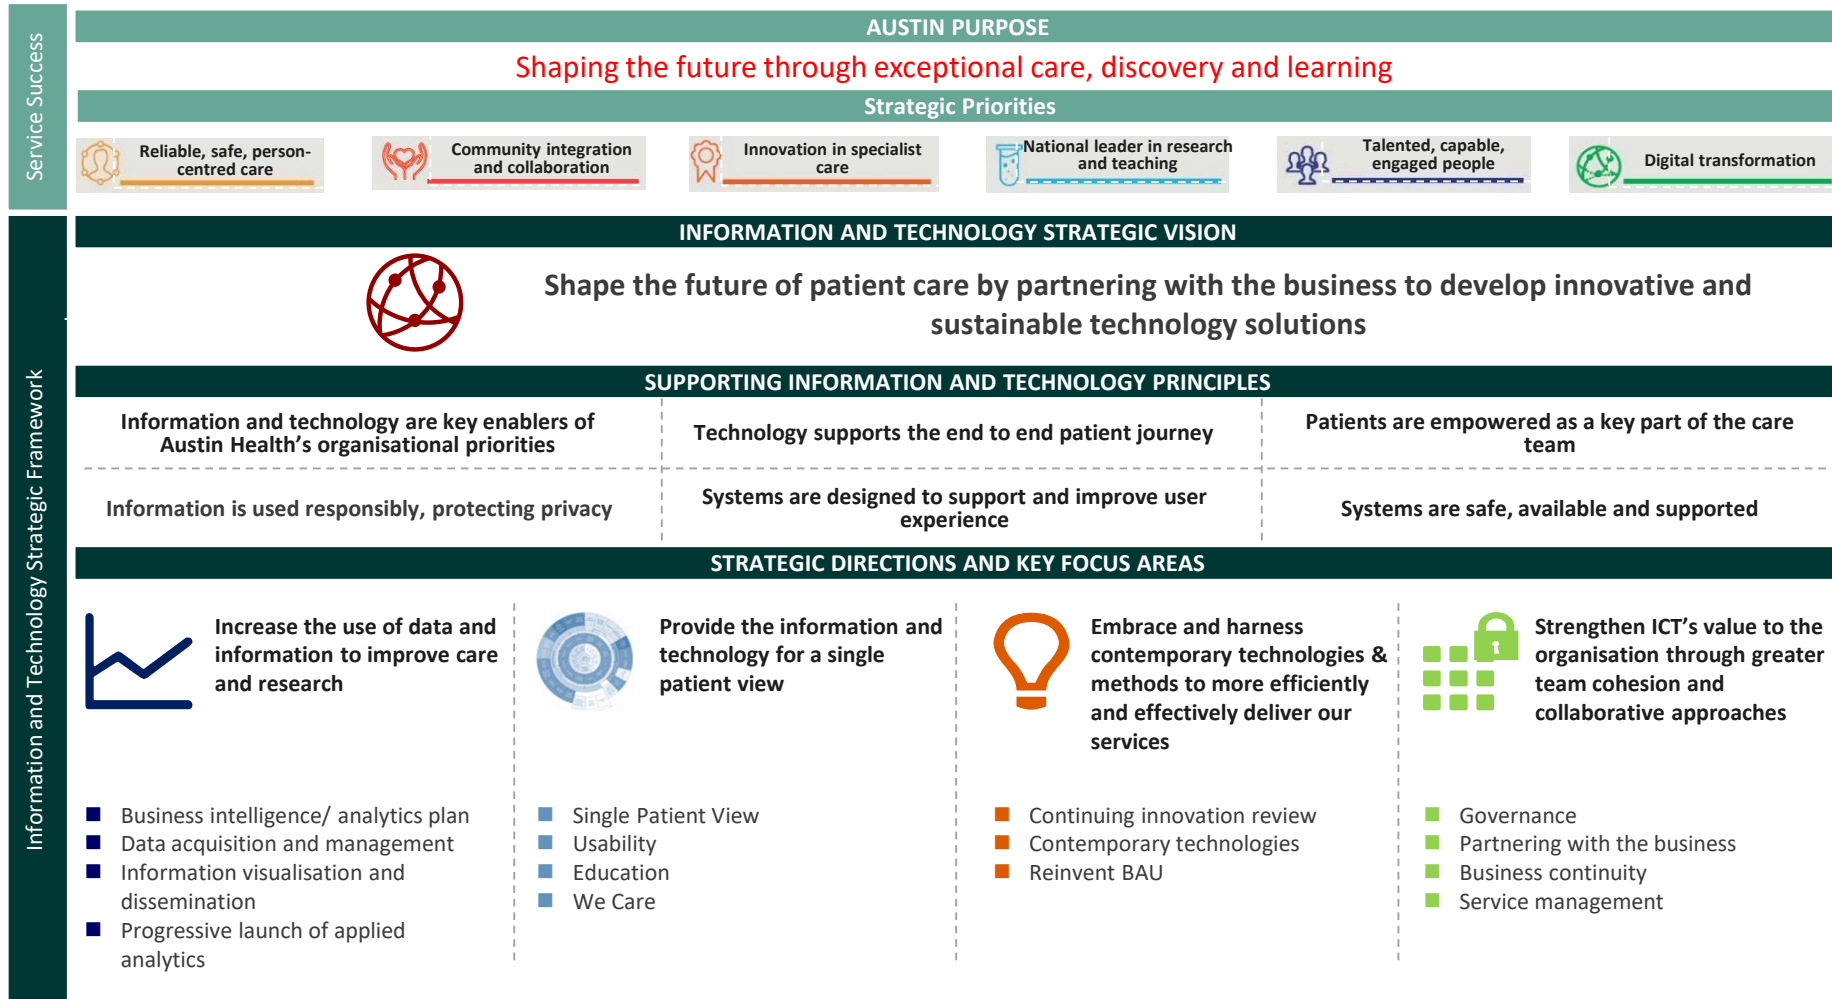 Service Success
AUSTIN PURPOSE
Shaping the future through exceptional care, discovery and learning
Strategic Priorities
Reliable, safe, person-
centred care
Community integration
and collaboration
Innovation in specialist
care
National leader in research
and teaching
Talented, capable,
engaged people
Digital transformation
Information and Technology Strategic Framework
INFORMATION AND TECHNOLOGY STRATEGIC VISION
Shape the future of patient care by partnering with the business to develop innovative and
sustainable technology solutions
SUPPORTING INFORMATION AND TECHNOLOGY PRINCIPLES
Information and technology are key enablers of
Austin Health's organisational priorities
Technology supports the end to end patient journey
Patients are empowered as a key part of the care
team
Information is used responsibly, protecting privacy
Systems are designed to support and improve user
experience
Systems are safe, available and supported
STRATEGIC DIRECTIONS AND KEY FOCUS AREAS
Increase the use of data and
information to improve care
and research
Business intelligence/ analytics plan
Data acquisition and management
Information visualisation and
dissemination
Progressive launch of applied
analytics
Provide the information and
technology for a single
patient view
Single Patient View
Usability
Education
We Care
Embrace and harness
contemporary technologies &
methods to more efficiently
and effectively deliver our
services
Continuing innovation review
Contemporary technologies
Reinvent BAU
Strengthen ICT's value to the
organisation through greater
team cohesion and
collaborative approaches
Governance
Partnering with the business
Business continuity
Service management